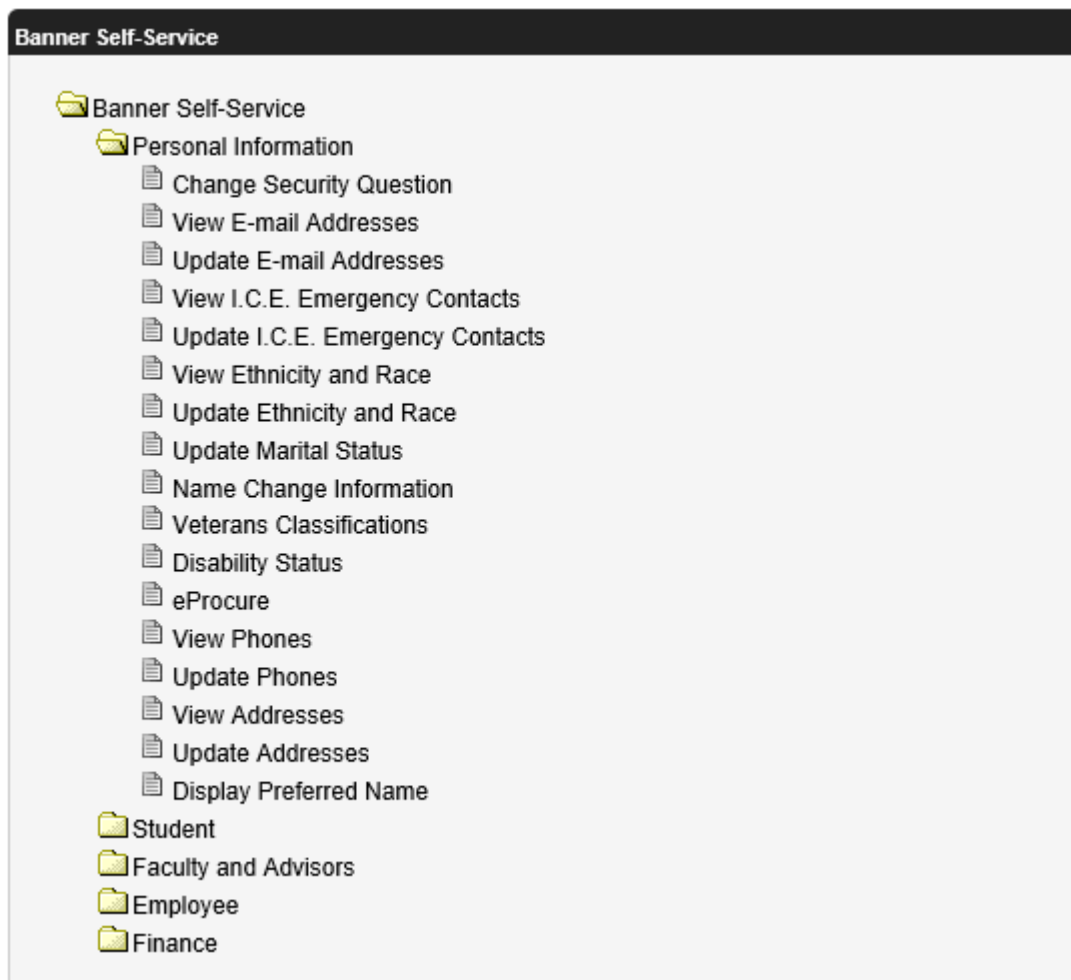 Banner Self-Service
Banner Self-Service
Personal Information
Change Security Question
View E-mail Addresses
Update E-mail Addresses
View I.C.E. Emergency Contacts
Update I.C.E. Emergency Contacts
View Ethnicity and Race
Update Ethnicity and Race
Update Marital Status
Name Change Information
Veterans Classifications
Disability Status
eProcure
View Phones
Update Phones
View Addresses
Update Addresses
Display Preferred Name
Student
Faculty and Advisors
Employee
Finance